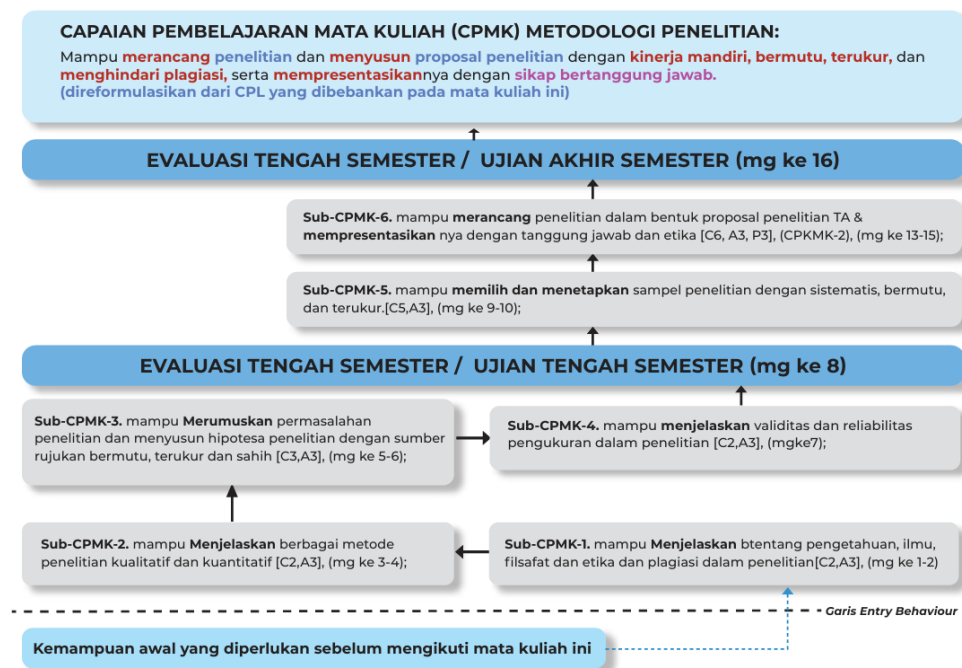 CAPAIAN PEMBELAJARAN MATA KULIAH (CPMK) METODOLOGI PENELITIAN:
Mampu merancang penelitian dan menyusun proposal penelitian dengan kinerja mandiri, bermutu, terukur, dan
menghindari plagiasi, serta mempresentasikannya dengan sikap bertanggung jawab.
(direformulasikan dari CPL yang dibebankan pada mata kuliah ini)
EVALUASI TENGAH SEMESTER / UJIAN AKHIR SEMESTER (mg ke 16)
Sub-CPMK-6. mampu merancang penelitian dalam bentuk proposal penelitian TA &
mempresentasikan nya dengan tanggung jawab dan etika [C6, A3, P3], (CPKMK-2), (mg ke 13-15);
Sub-CPMK-5. mampu memilih dan menetapkan sampel penelitian dengan sistematis, bermutu,
dan terukur.[C5,A3], (mg ke 9-10);
EVALUASI TENGAH SEMESTER / UJIAN TENGAH SEMESTER (mg ke 8)
Sub-CPMK-3. mampu Merumuskan permasalahan
penelitian dan menyusun hipotesa penelitian dengan sumber
rujukan bermutu, terukur dan sahih [C3,A3], (mg ke 5-6);
Sub-CPMK-4. mampu menjelaskan validitas dan reliabilitas
pengukuran dalam penelitian [C2,A3], (mgke7);
Sub-CPMK-2. mampu Menjelaskan berbagai metode
penelitian kualitatif dan kuantitatif [C2,A3], (mg ke 3-4);
Sub-CPMK-1. mampu Menjelaskan btentang pengetahuan, ilmu,
filsafat dan etika dan plagiasi dalam penelitian[C2,A3], (mg ke 1-2)
Garis Entry Behaviour
Kemampuan awal yang diperlukan sebelum mengikuti mata kuliah ini